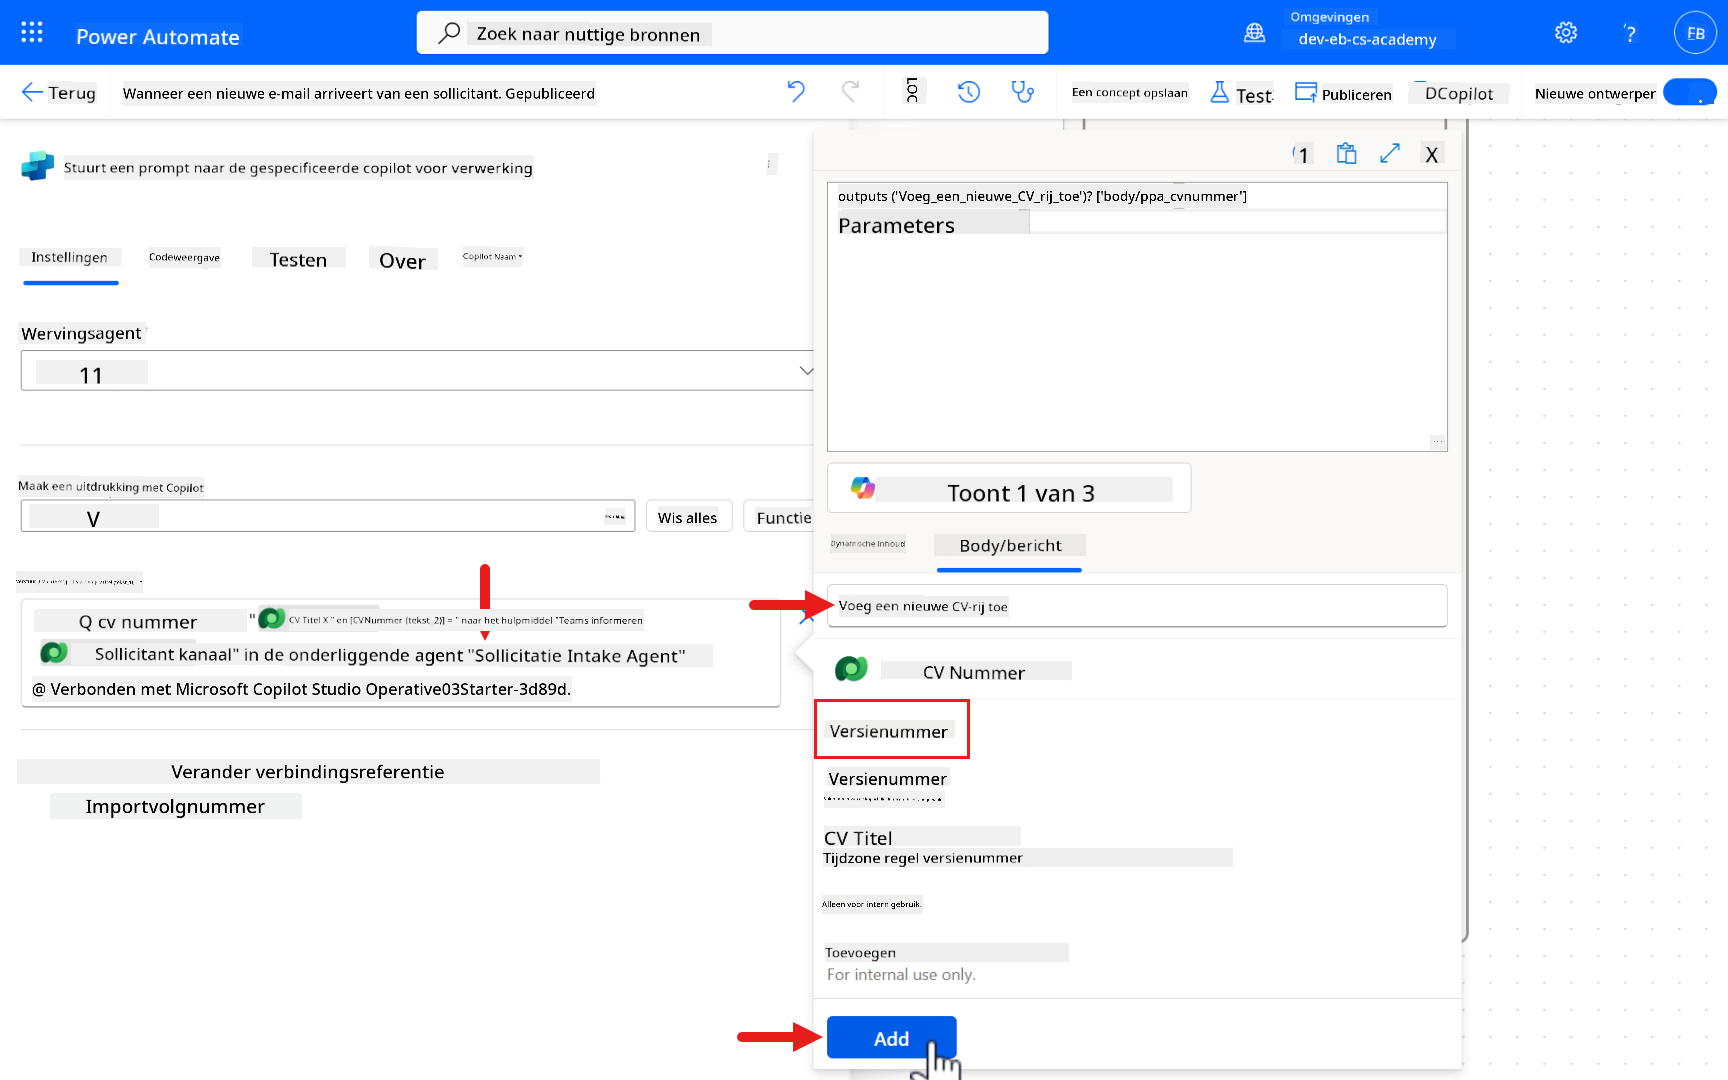 Power Automate
Zoek naar nuttige bronnen
Omgevingen
dev-eb-cs-academy
?
FB
Terug
Wanneer een nieuwe e-mail arriveert van een sollicitant. Gepubliceerd
Een concept opslaan
Test
Publiceren
DCopilot
Nieuwe ontwerper
Stuurt een prompt naar de gespecificeerde copilot voor verwerking
Instellingen
Codeweergave
Testen
Over
Copilot Naam *
Wervingsagent
11
Maak een uitdrukking met Copilot
V
Wis alles
Functie
Q cv nummer
" CV Titel X " en [CVNummer (tekst_2)] = " naar het hulpmiddel "Teams informeren
Sollicitant kanaal" in de onderliggende agent "Sollicitatie Intake Agent"
@ Verbonden met Microsoft Copilot Studio Operative03Starter-3d89d.
Verander verbindingsreferentie
Importvolgnummer
1
X
outputs ('Voeg_een_nieuwe_CV_rij_toe')? ['body/ppa_cvnummer']
Parameters
Toont 1 van 3
Dynamische inhoud
Body/bericht
Voeg een nieuwe CV-rij toe
CV Nummer
Versienummer
Versienummer
CV Titel
Tijdzone regel versienummer
Alleen voor intern gebruik.
Toevoegen
For internal use only.
Add